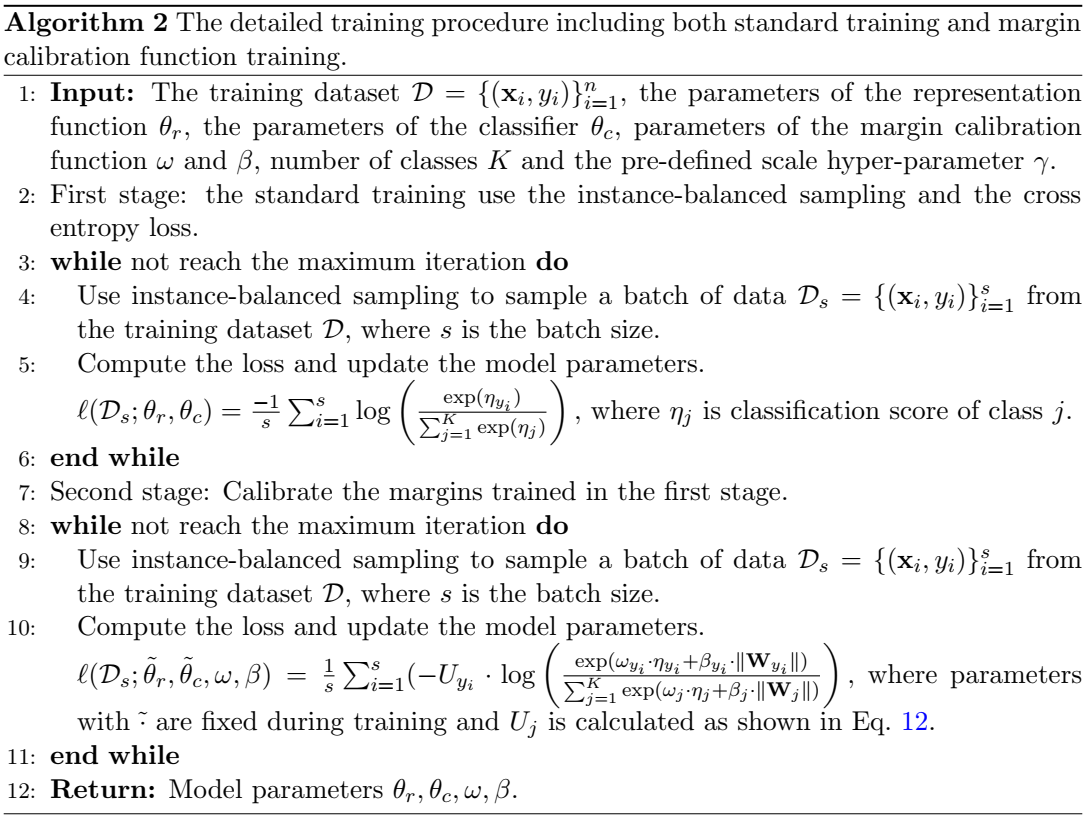 Algorithm 2 The detailed training procedure including both standard training and margin
calibration function training.
1: Input: The training dataset $\mathcal{D} = \{(\mathbf{x}_i, y_i)\}_{i=1}^n$, the parameters of the representation
function $\theta_r$, the parameters of the classifier $\theta_c$, parameters of the margin calibration
function $\omega$ and $\beta$, number of classes $K$ and the pre-defined scale hyper-parameter $\gamma$.
2: First stage: the standard training use the instance-balanced sampling and the cross
entropy loss.
3: while not reach the maximum iteration do
4: Use instance-balanced sampling to sample a batch of data $\mathcal{D}_s = \{(\mathbf{x}_i, y_i)\}_{i=1}^s$ from
the training dataset $\mathcal{D}$, where $s$ is the batch size.
5: Compute the loss and update the model parameters.
$\ell(\mathcal{D}_s; \theta_r, \theta_c) = \frac{-1}{s} \sum_{i=1}^s \log \left( \frac{\exp(\eta_{y_i})}{\sum_{j=1}^K \exp(\eta_j)} \right)$, where $\eta_j$ is classification score of class $j$.
6: end while
7: Second stage: Calibrate the margins trained in the first stage.
8: while not reach the maximum iteration do
9: Use instance-balanced sampling to sample a batch of data $\mathcal{D}_s = \{(\mathbf{x}_i, y_i)\}_{i=1}^s$ from
the training dataset $\mathcal{D}$, where $s$ is the batch size.
10: Compute the loss and update the model parameters.
$\ell(\mathcal{D}_s; \tilde{\theta}_r, \tilde{\theta}_c, \omega, \beta) = \frac{1}{s} \sum_{i=1}^s (-U_{y_i} \cdot \log \left( \frac{\exp(\omega_{y_i} \cdot \eta_{y_i} + \beta_{y_i} \cdot \|\mathbf{W}_{y_i}\|)}{\sum_{j=1}^K \exp(\omega_j \cdot \eta_j + \beta_j \cdot \|\mathbf{W}_j\|)} \right)$, where parameters
with $\tilde{\cdot}$ are fixed during training and $U_j$ is calculated as shown in Eq. 12.
11: end while
12: Return: Model parameters $\theta_r, \theta_c, \omega, \beta$.